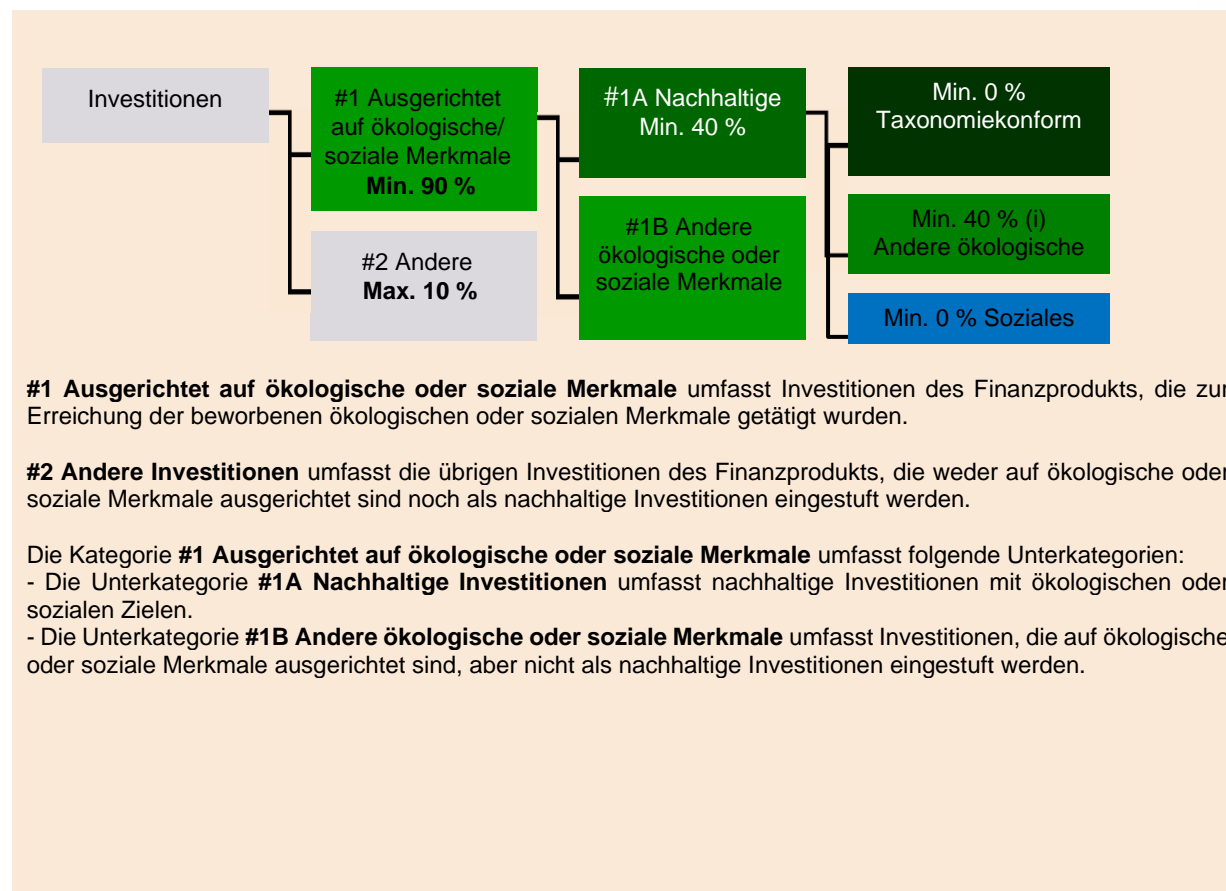 Investitionen
#1 Ausgerichtet
auf ökologische/
soziale Merkmale
Min. 90 %
#2 Andere
Max. 10 %
#1A Nachhaltige
Min. 40 %
#1B Andere
ökologische oder
soziale Merkmale
Min. 0 %
Taxonomiekonform
Min. 40 % (i)
Andere ökologische
Min. 0 % Soziales
#1 Ausgerichtet auf ökologische oder soziale Merkmale umfasst Investitionen des Finanzprodukts, die zur
Erreichung der beworbenen ökologischen oder sozialen Merkmale getätigt wurden.
#2 Andere Investitionen umfasst die übrigen Investitionen des Finanzprodukts, die weder auf ökologische oder
soziale Merkmale ausgerichtet sind noch als nachhaltige Investitionen eingestuft werden.
Die Kategorie #1 Ausgerichtet auf ökologische oder soziale Merkmale umfasst folgende Unterkategorien:
- Die Unterkategorie #1A Nachhaltige Investitionen umfasst nachhaltige Investitionen mit ökologischen oder
sozialen Zielen.
- Die Unterkategorie #1B Andere ökologische oder soziale Merkmale umfasst Investitionen, die auf ökologische
oder soziale Merkmale ausgerichtet sind, aber nicht als nachhaltige Investitionen eingestuft werden.